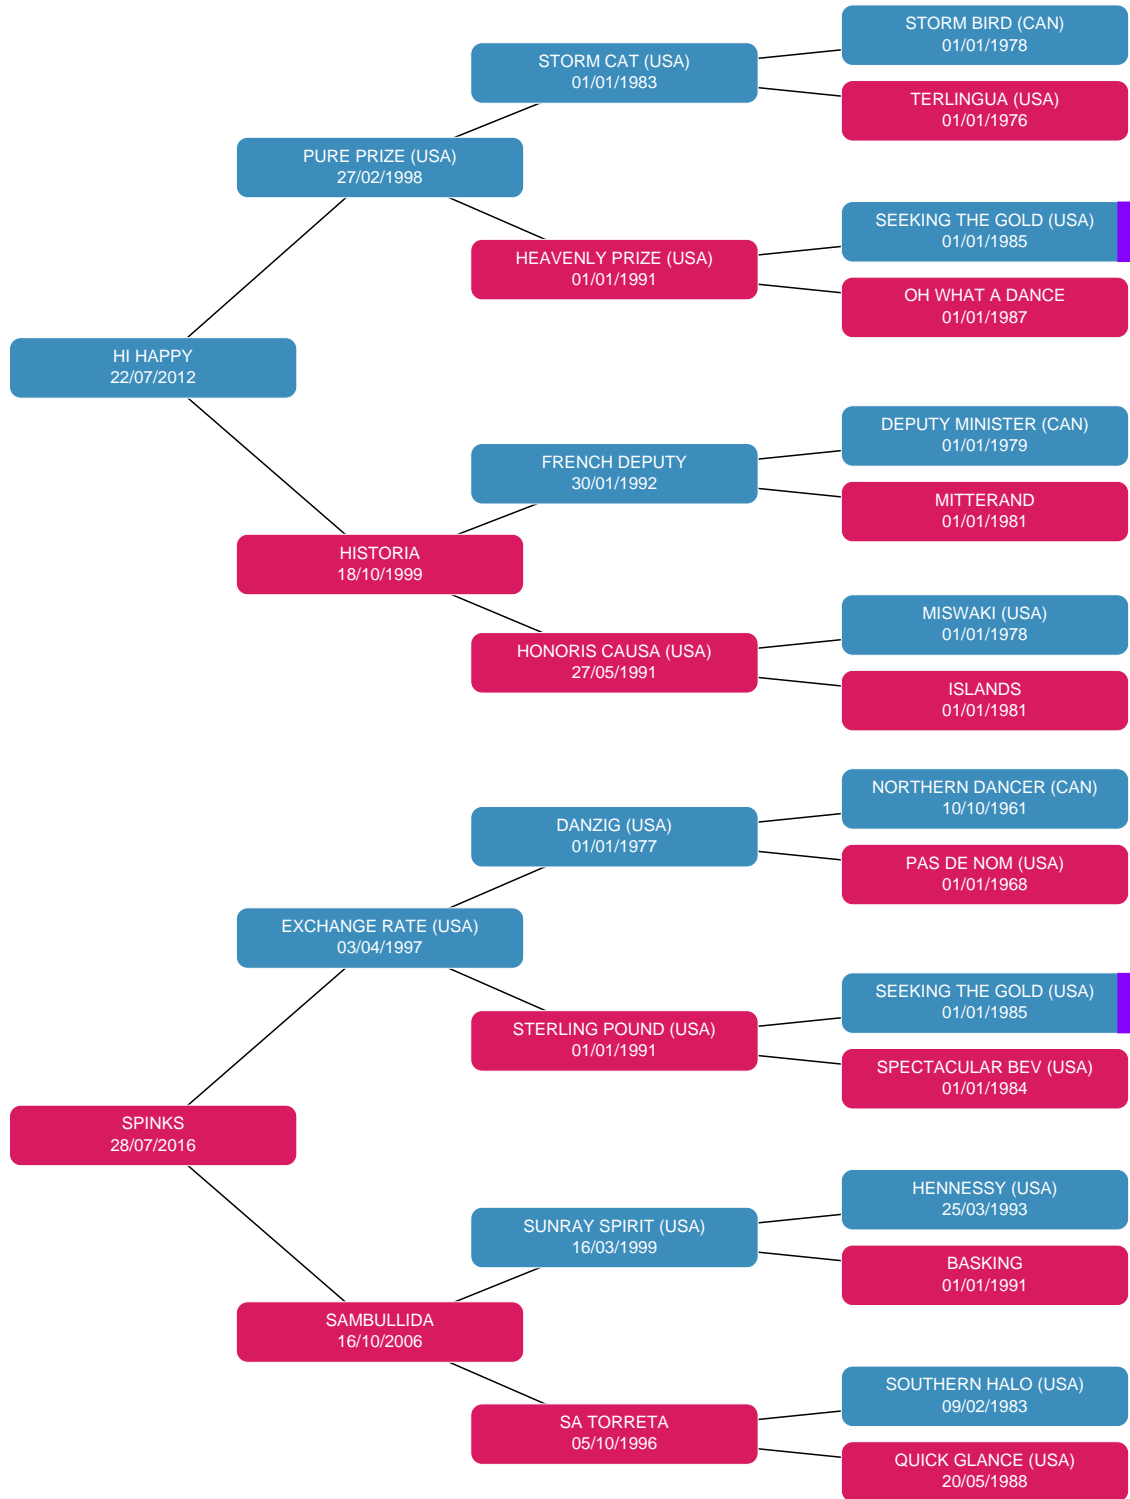 STORM BIRD (CAN)
01/01/1978
STORM CAT (USA)
01/01/1983
TERLINGUA (USA)
01/01/1976
PURE PRIZE (USA)
27/02/1998
SEEKING THE GOLD (USA)
01/01/1985
HEAVENLY PRIZE (USA)
01/01/1991
OH WHAT A DANCE
01/01/1987
HI HAPPY
22/07/2012
DEPUTY MINISTER (CAN)
01/01/1979
FRENCH DEPUTY
30/01/1992
MITTERAND
01/01/1981
HISTORIA
18/10/1999
MISWAKI (USA)
01/01/1978
HONORIS CAUSA (USA)
27/05/1991
ISLANDS
01/01/1981
NORTHERN DANCER (CAN)
10/10/1961
DANZIG (USA)
01/01/1977
PAS DE NOM (USA)
01/01/1968
EXCHANGE RATE (USA)
03/04/1997
SEEKING THE GOLD (USA)
01/01/1985
STERLING POUND (USA)
01/01/1991
SPECTACULAR BEV (USA)
01/01/1984
SPINKS
28/07/2016
HENNESSY (USA)
25/03/1993
SUNRAY SPIRIT (USA)
16/03/1999
BASKING
01/01/1991
SAMBULLIDA
16/10/2006
SOUTHERN HALO (USA)
09/02/1983
SA TORRETA
05/10/1996
QUICK GLANCE (USA)
20/05/1988